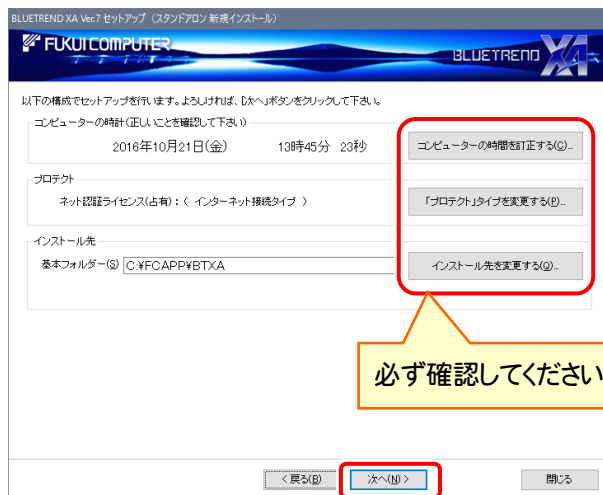 BLUETREND XA Ver.7 セットアップ (スタンドアロン 新規インストール)
FUKUI COMPUTER
BLUETREND XA
以下の構成でセットアップを行います。よろしければ、[次へ]ボタンをクリックして下さい。
コンピューターの時計(正しいことを確認して下さい)
2016年10月21日(金) 13時45分 23秒
コンピューターの時間を訂正する(C)...
プロテクト
ネット認証ライセンス(占有) : ( インターネット接続タイプ )
「プロテクト」タイプを変更する(P)...
インストール先
基本フォルダー(S) C:¥FCAPP¥BTXA
インストール先を変更する(O)...
必ず確認してください
< 戻る(B) 次へ(N) > 閉じる